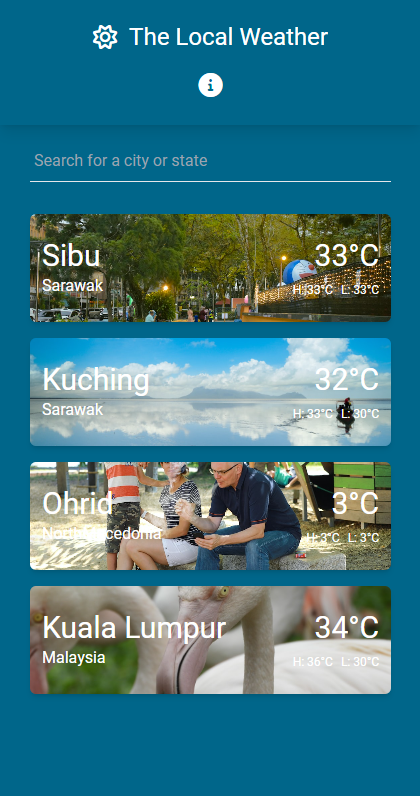 The Local Weather
Search for a city or state
Sibu
33°C
Sarawak
H: 33°C L: 33°C
Kuching
32°C
Sarawak
H: 33°C L: 30°C
Ohrid
3°C
North Macedonia
H: 3°C L: 3°C
Kuala Lumpur
34°C
Malaysia
H: 36°C L: 30°C